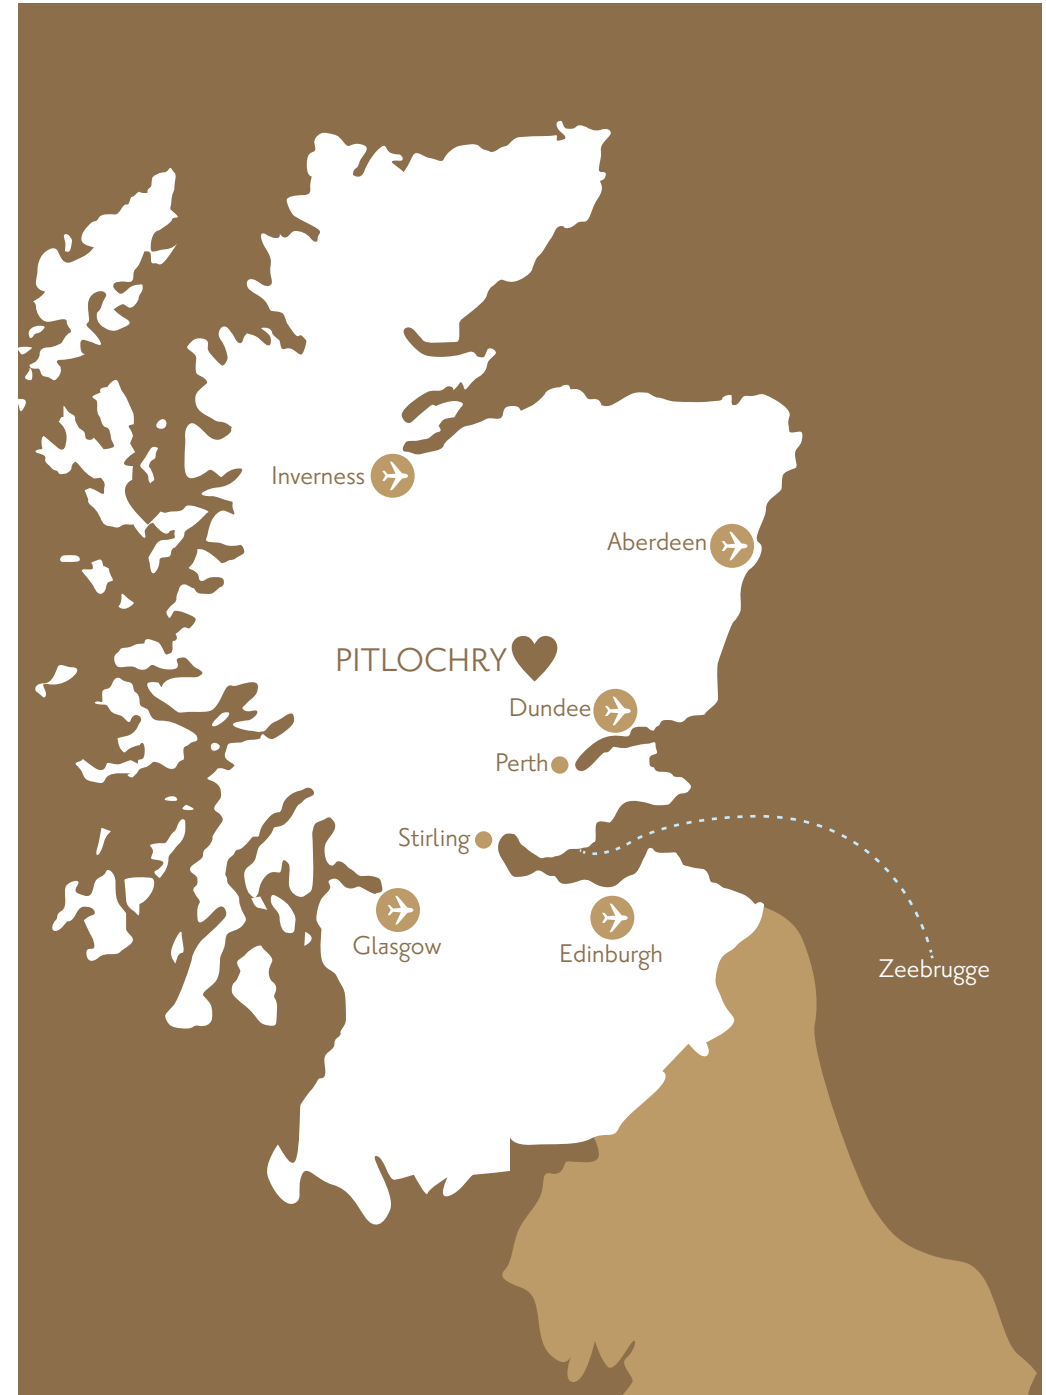 Inverness
Aberdeen
PITLOCHRY
Dundee
Perth
Stirling
Glasgow
Edinburgh
Zeebrugge